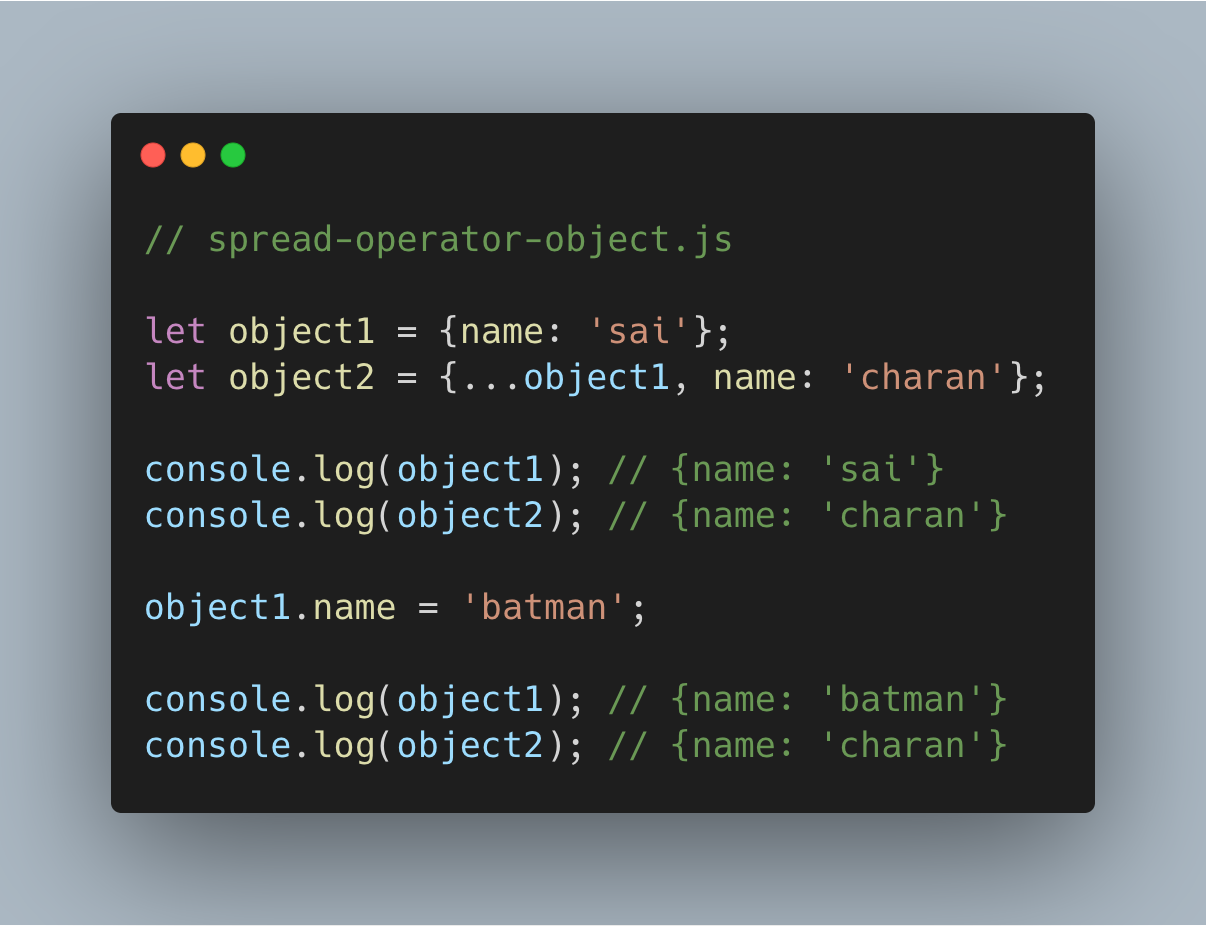 // spread-operator-object.js
let object1 = {name: 'sai'};
let object2 = {...object1, name: 'charan'};
console.log(object1); // {name: 'sai'}
console.log(object2); // {name: 'charan'}
object1.name = 'batman';
console.log(object1); // {name: 'batman'}
console.log(object2); // {name: 'charan'}